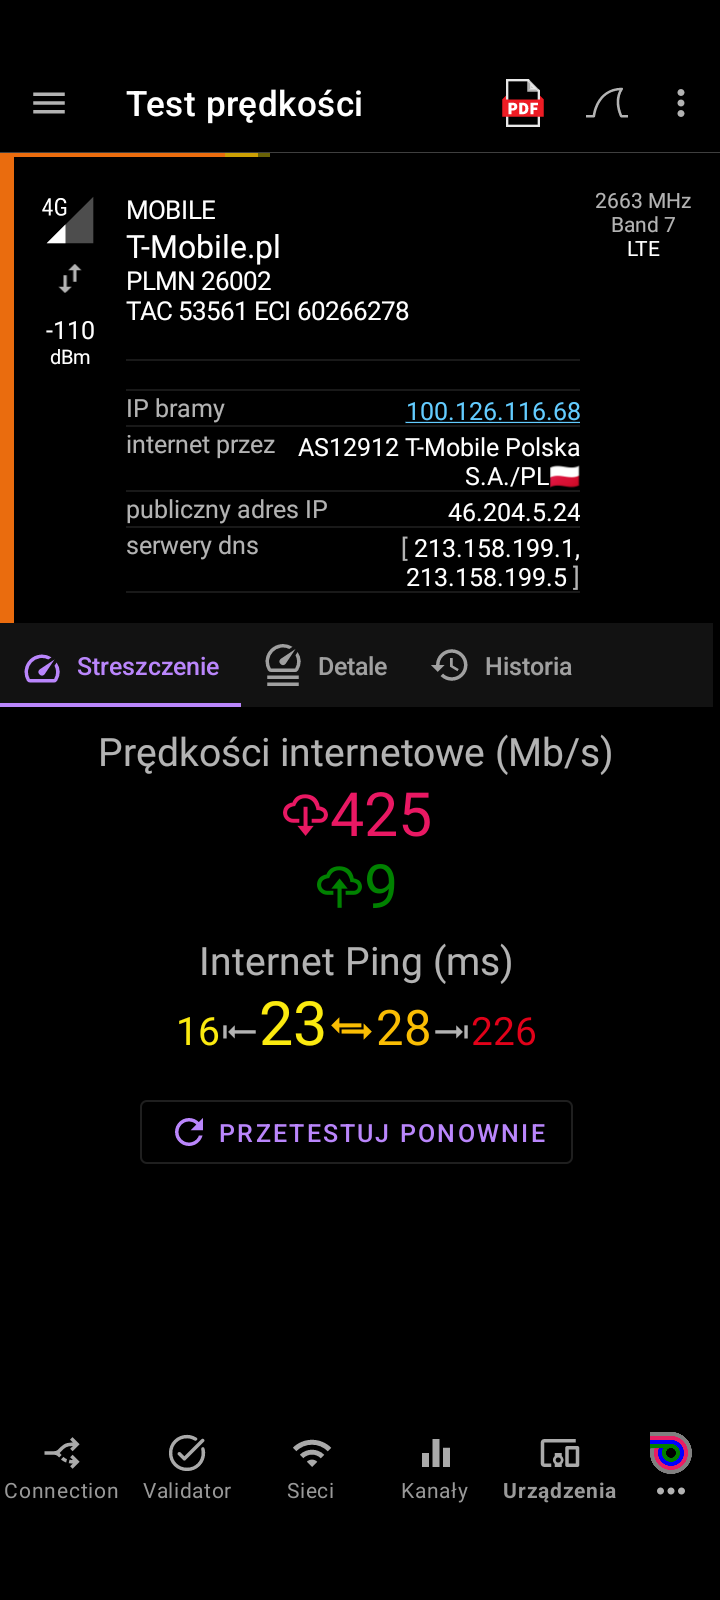 Test prędkości
PDF
4G
MOBILE
T-Mobile.pl
PLMN 26002
TAC 53561 ECI 60266278
2663 MHz
Band 7
LTE
-110
dBm
IP bramy 100.126.116.68
internet przez AS12912 T-Mobile Polska
S.A./PL🇵🇱
publiczny adres IP 46.204.5.24
serwery dns [ 213.158.199.1,
213.158.199.5 ]
Streszczenie Detale Historia
Prędkości internetowe (Mb/s)
425
9
Internet Ping (ms)
16 23 28 226
PRZETESTUJ PONOWNIE
Connection Validator Sieci Kanały Urządzenia